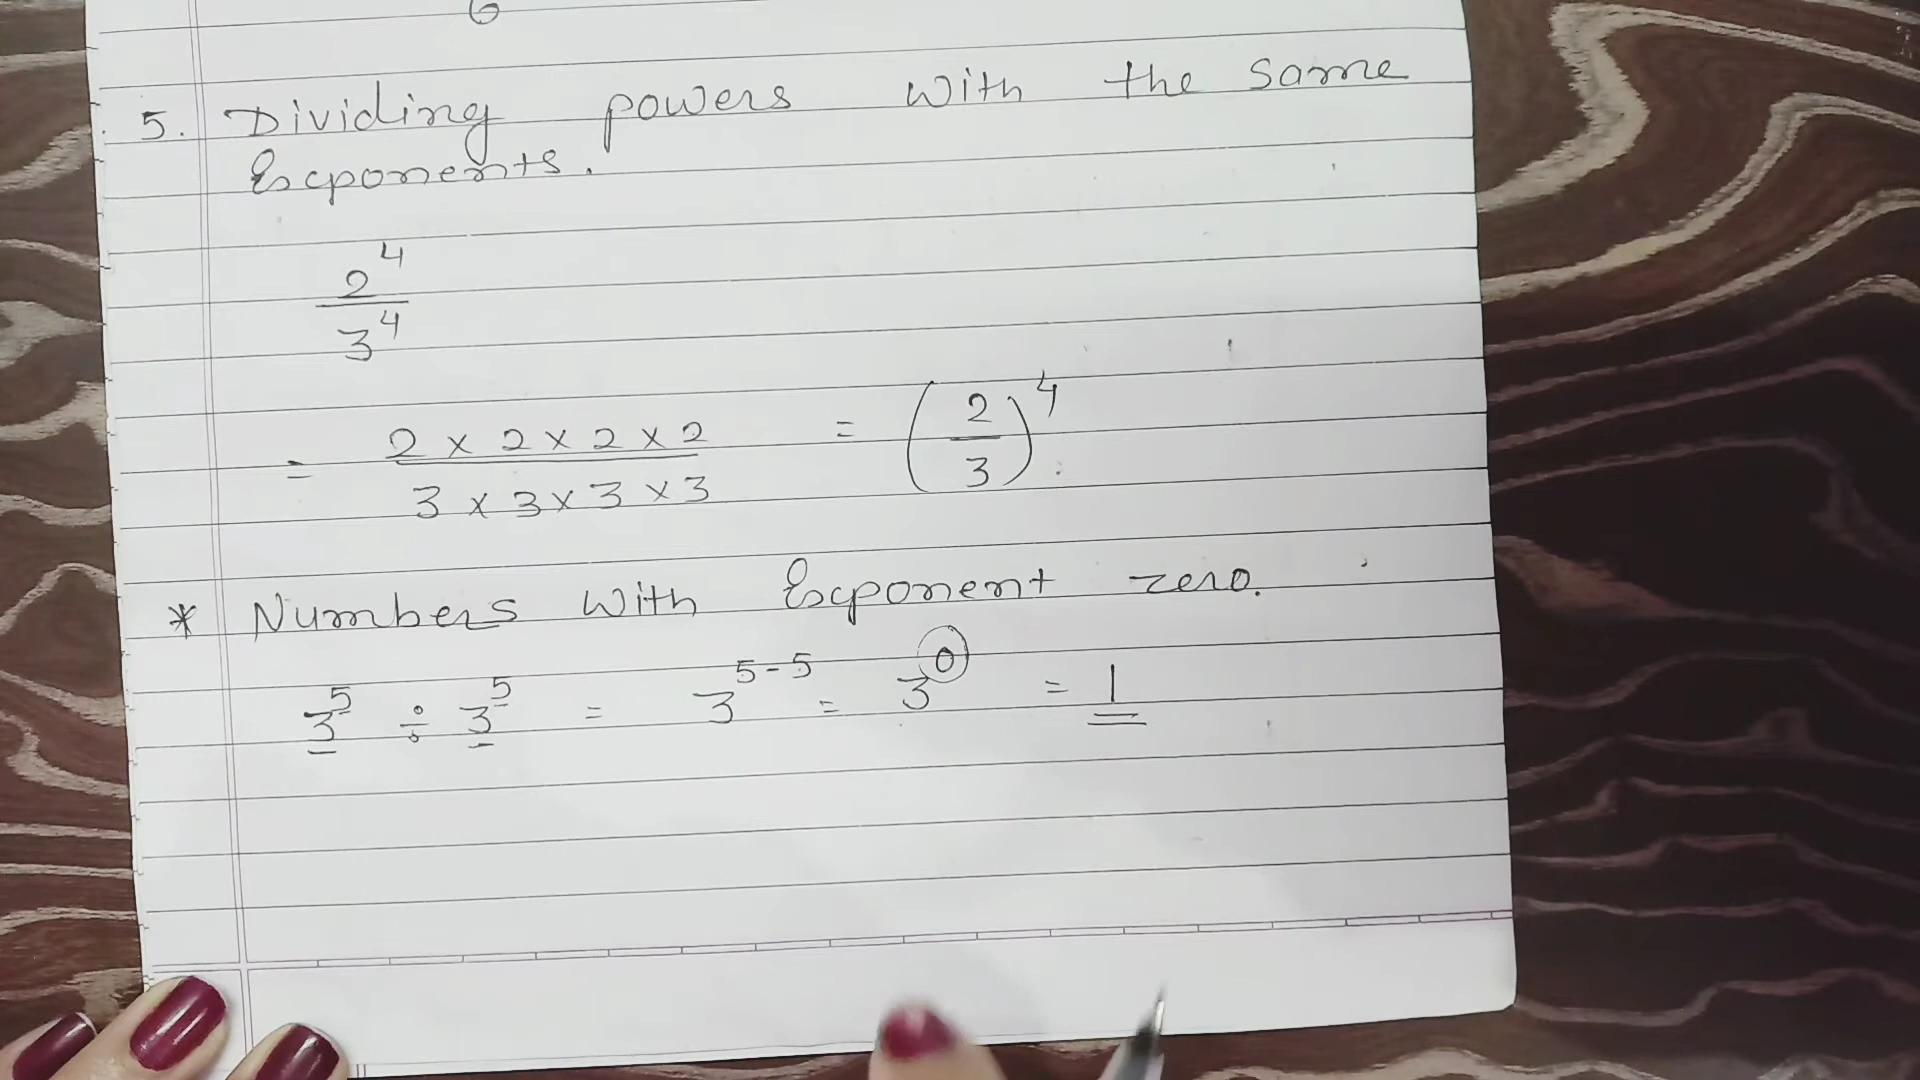 6
5. Dividing powers with the same
Exponents.
2^4
3^4
= 2 × 2 × 2 × 2 / 3 × 3 × 3 × 3 = (2/3)^4.
* Numbers with Exponent zero.
3^5 ÷ 3^5 = 3^5-5 = 3^0 = 1